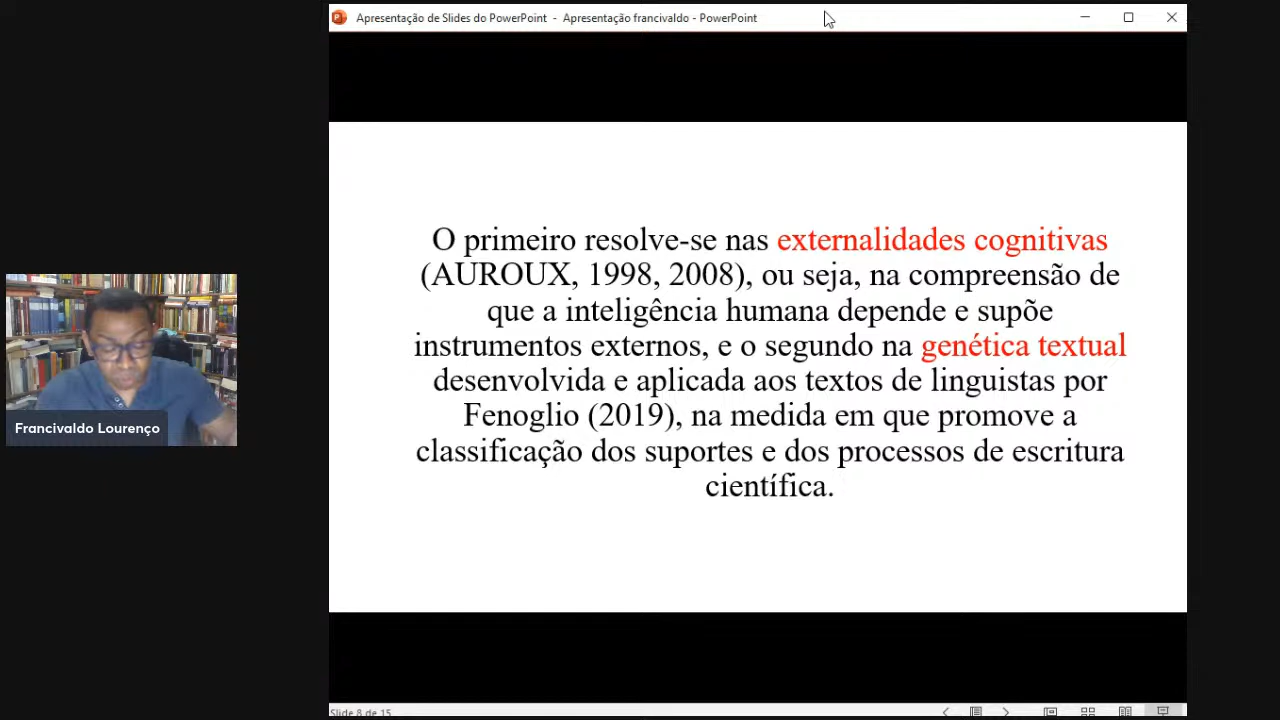 Apresentação de Slides do PowerPoint - Apresentação francivaldo - PowerPoint
O primeiro resolve-se nas externalidades cognitivas
(AUROUX, 1998, 2008), ou seja, na compreensão de
que a inteligência humana depende e supõe
instrumentos externos, e o segundo na genética textual
desenvolvida e aplicada aos textos de linguistas por
Fenoglio (2019), na medida em que promove a
classificação dos suportes e dos processos de escritura
científica.
Francivaldo Lourenço
Slide 8 de 15